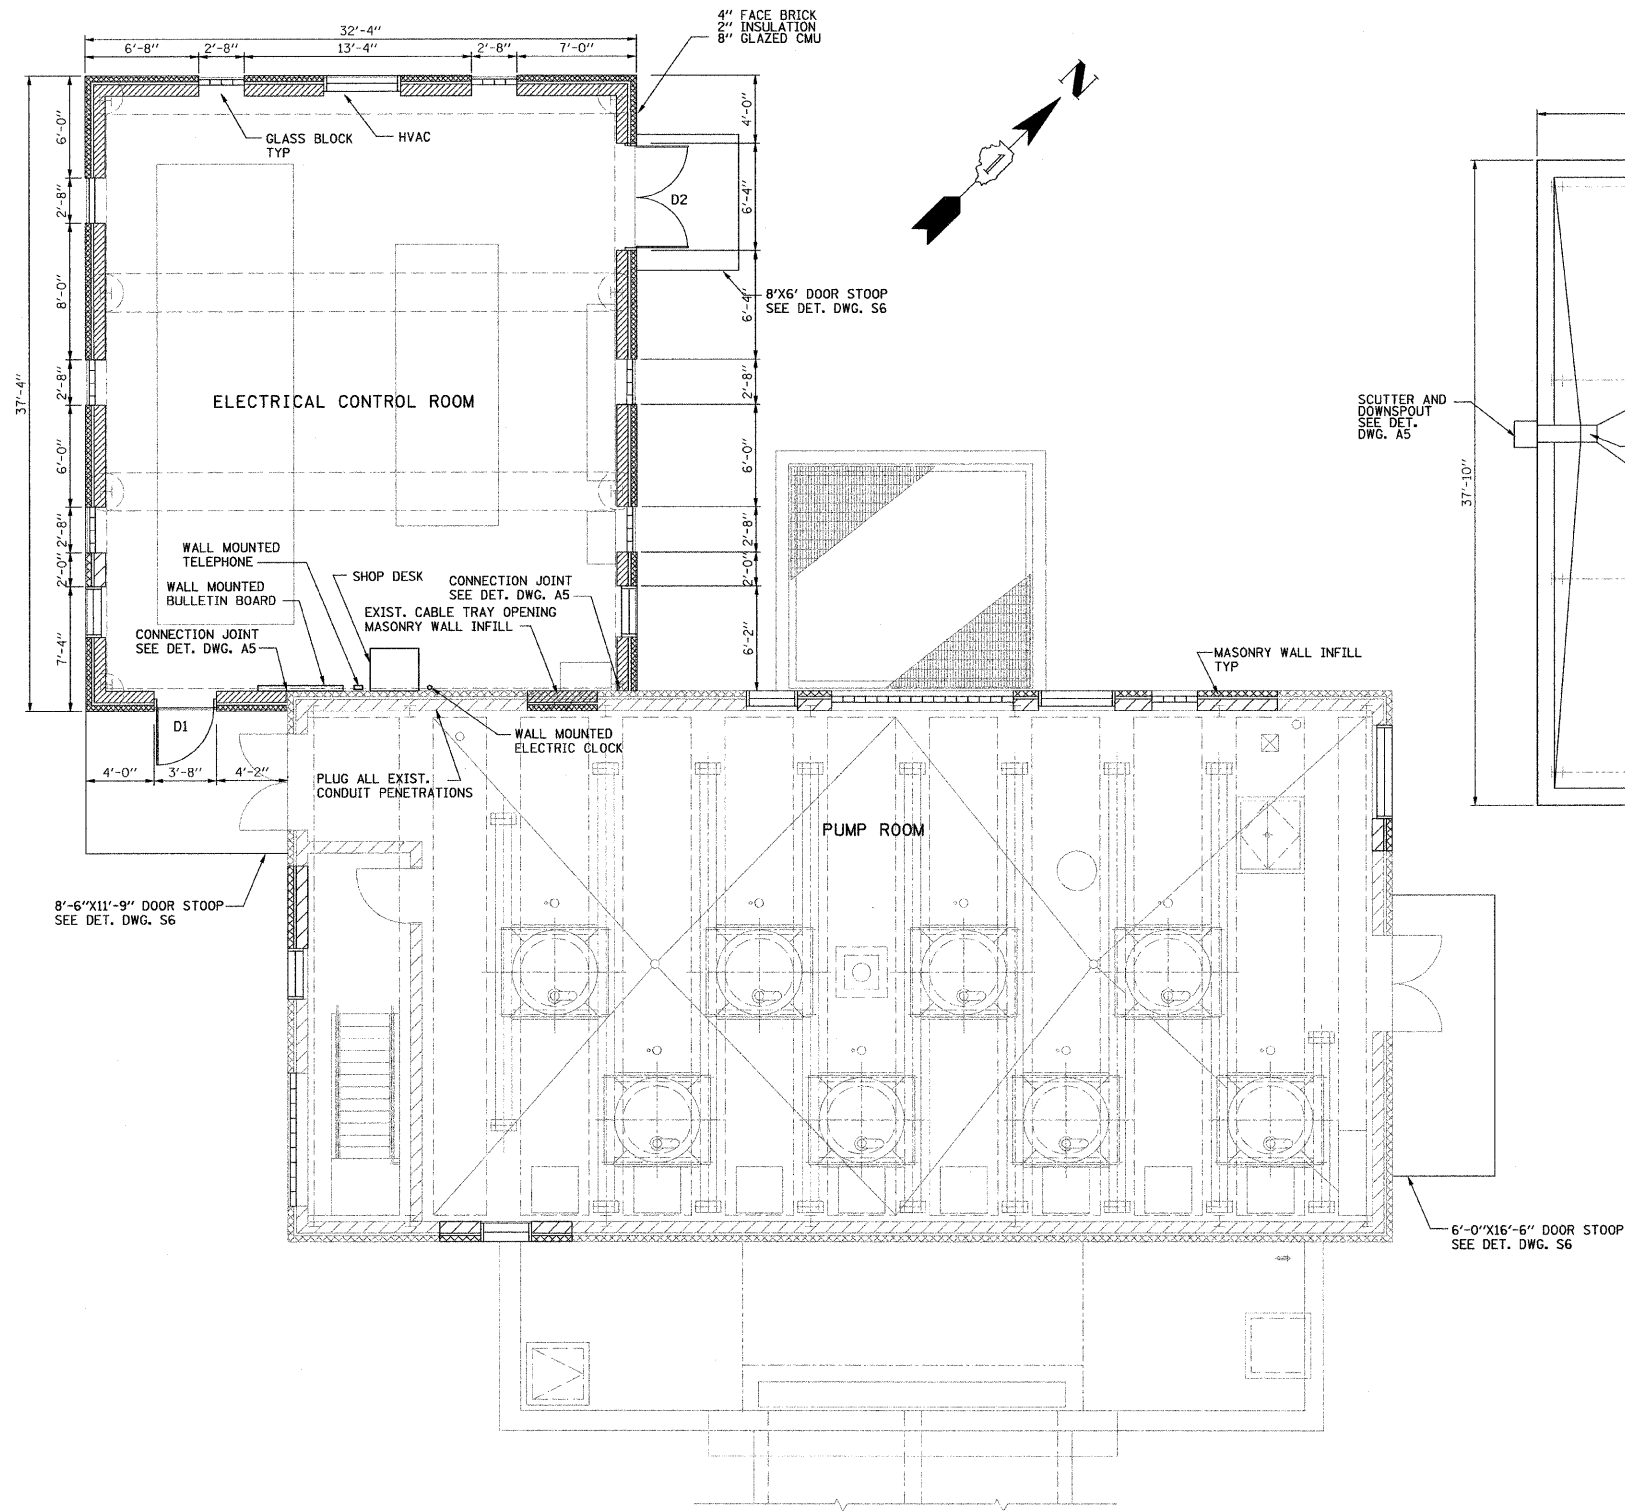 4" FACE BRICK
2" INSULATION
8" GLAZED CMU
32'-4"
6'-8"
2'-8"
13'-4"
2'-8"
7'-0"
N
GLASS BLOCK
TYP
HVAC
37'-4"
6'-0"
2'-8"
8'-0"
2'-8"
6'-0"
2'-8"
2'-0"
7'-4"
4'-0"
6'-4"
6'-4"
2'-8"
6'-0"
2'-8"
2'-0"
6'-2"
D2
8'X6' DOOR STOOP
SEE DET. DWG. S6
ELECTRICAL CONTROL ROOM
SCUTTER AND
DOWNSPOUT
SEE DET.
DWG. A5
37'-10"
WALL MOUNTED
TELEPHONE
SHOP DESK
WALL MOUNTED
BULLETIN BOARD
CONNECTION JOINT
SEE DET. DWG. A5
EXIST. CABLE TRAY OPENING
MASONRY WALL INFILL
CONNECTION JOINT
SEE DET. DWG. A5
MASONRY WALL INFILL
TYP
D1
WALL MOUNTED
ELECTRIC CLOCK
4'-0"
3'-8"
4'-2"
PLUG ALL EXIST.
CONDUIT PENETRATIONS
PUMP ROOM
8'-6"X11'-9" DOOR STOOP
SEE DET. DWG. S6
6'-0"X16'-6" DOOR STOOP
SEE DET. DWG. S6